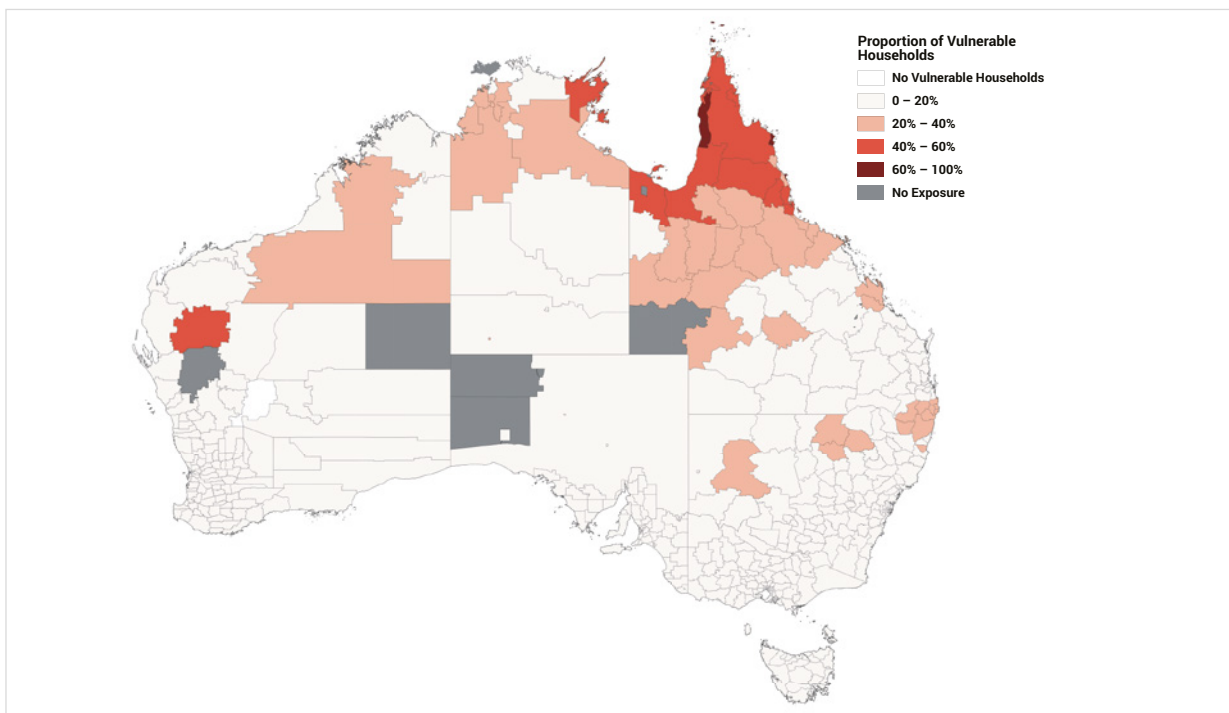 Proportion of Vulnerable
Households
No Vulnerable Households
0 – 20%
20% – 40%
40% – 60%
60% – 100%
No Exposure